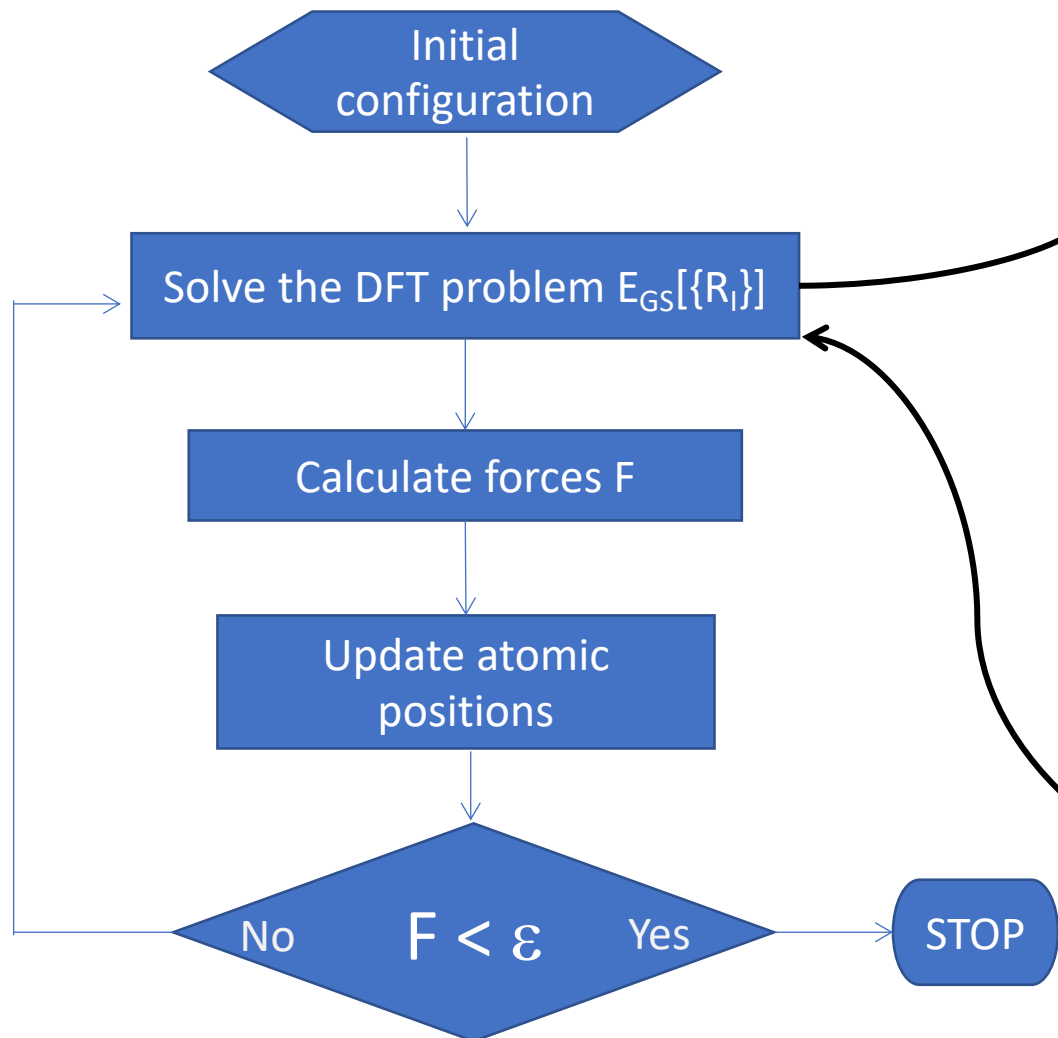 Initial
configuration
Solve the DFT problem E_GS[{R_I}]
Calculate forces F
Update atomic
positions
No F < ε Yes
STOP